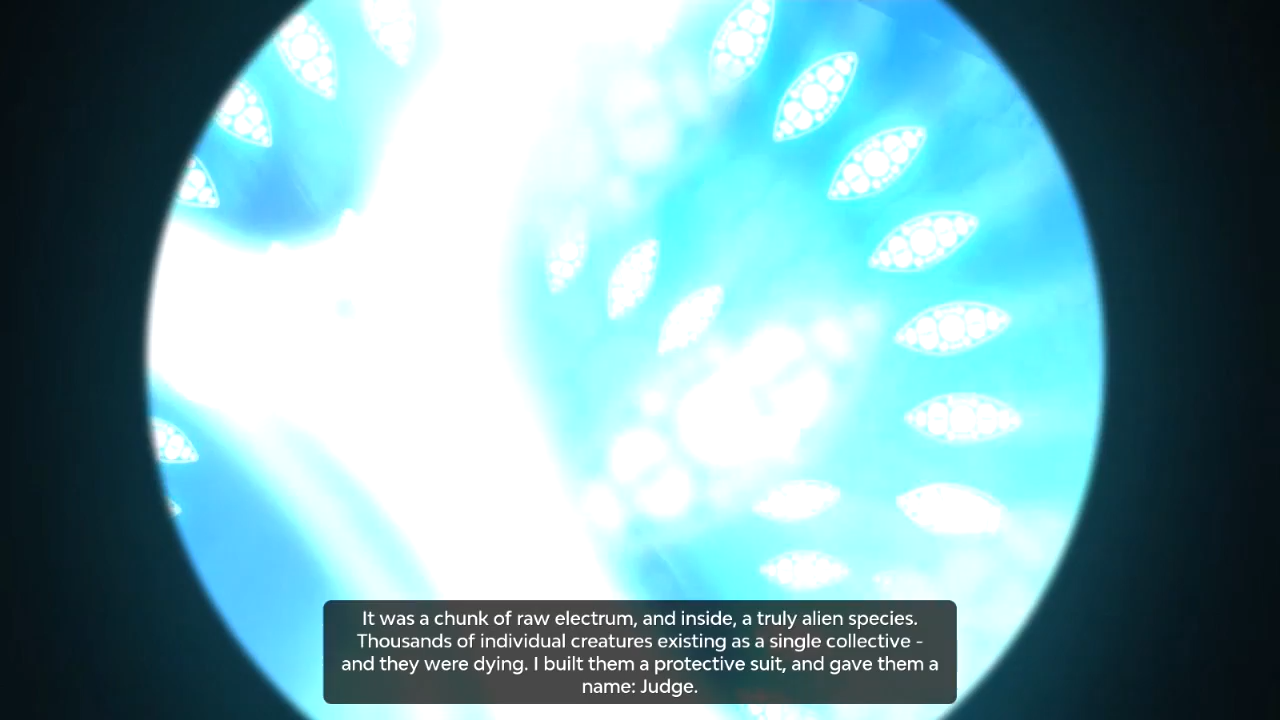 It was a chunk of raw electrum, and inside, a truly alien species.
Thousands of individual creatures existing as a single collective -
and they were dying. I built them a protective suit, and gave them a
name: Judge.